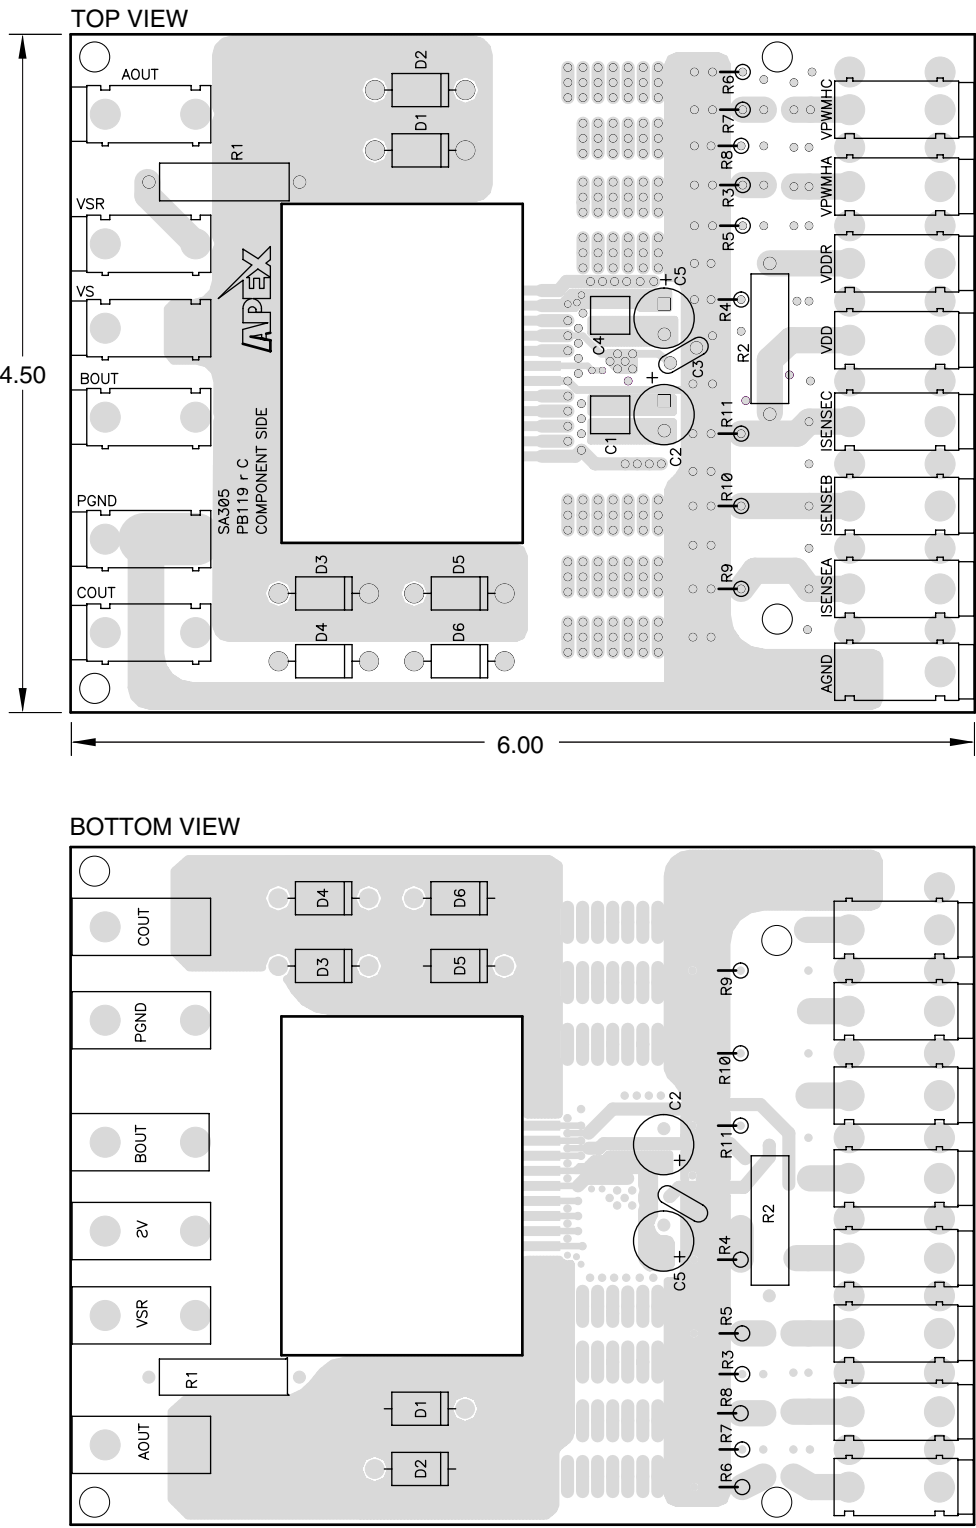 TOP VIEW
AOUT
D2
D1
R1
VSR
VS
BOUT
PGND
COUT
APEX
SA305
PB119 r C
COMPONENT SIDE
D3
D5
D4
D6
R6
R7
R8
R3
R5
R4
R2
R11
R10
R9
+
C5
C4
C3
+
C1
C2
VPWMHC
VPWMHA
VDDR
VDD
ISENSEC
ISENSEB
ISENSEA
AGND
4.50
6.00
BOTTOM VIEW
COUT
PGND
BOUT
2V
VSR
AOUT
D4
D6
D3
D5
R1
D1
D2
C2
+
C5 +
R9
R10
R11
R2
R4
R5
R3
R8
R7
R6